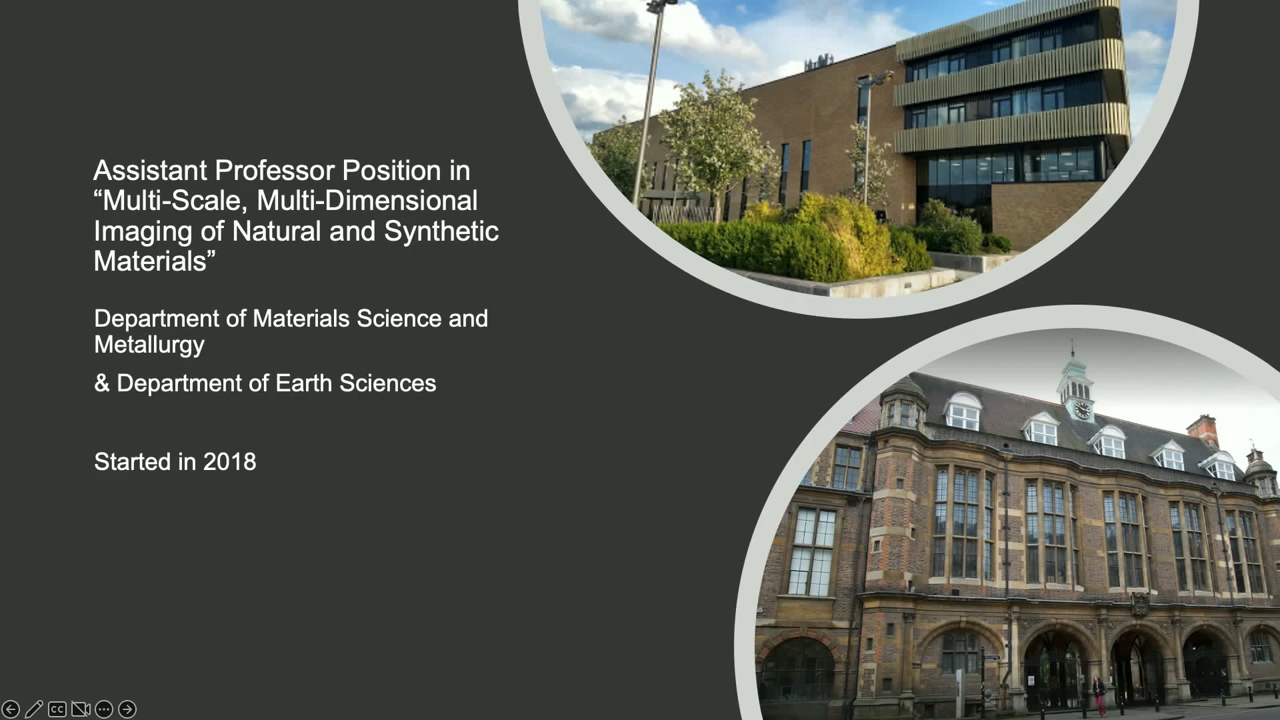 Assistant Professor Position in
“Multi-Scale, Multi-Dimensional
Imaging of Natural and Synthetic
Materials”
Department of Materials Science and
Metallurgy
& Department of Earth Sciences
Started in 2018
CC